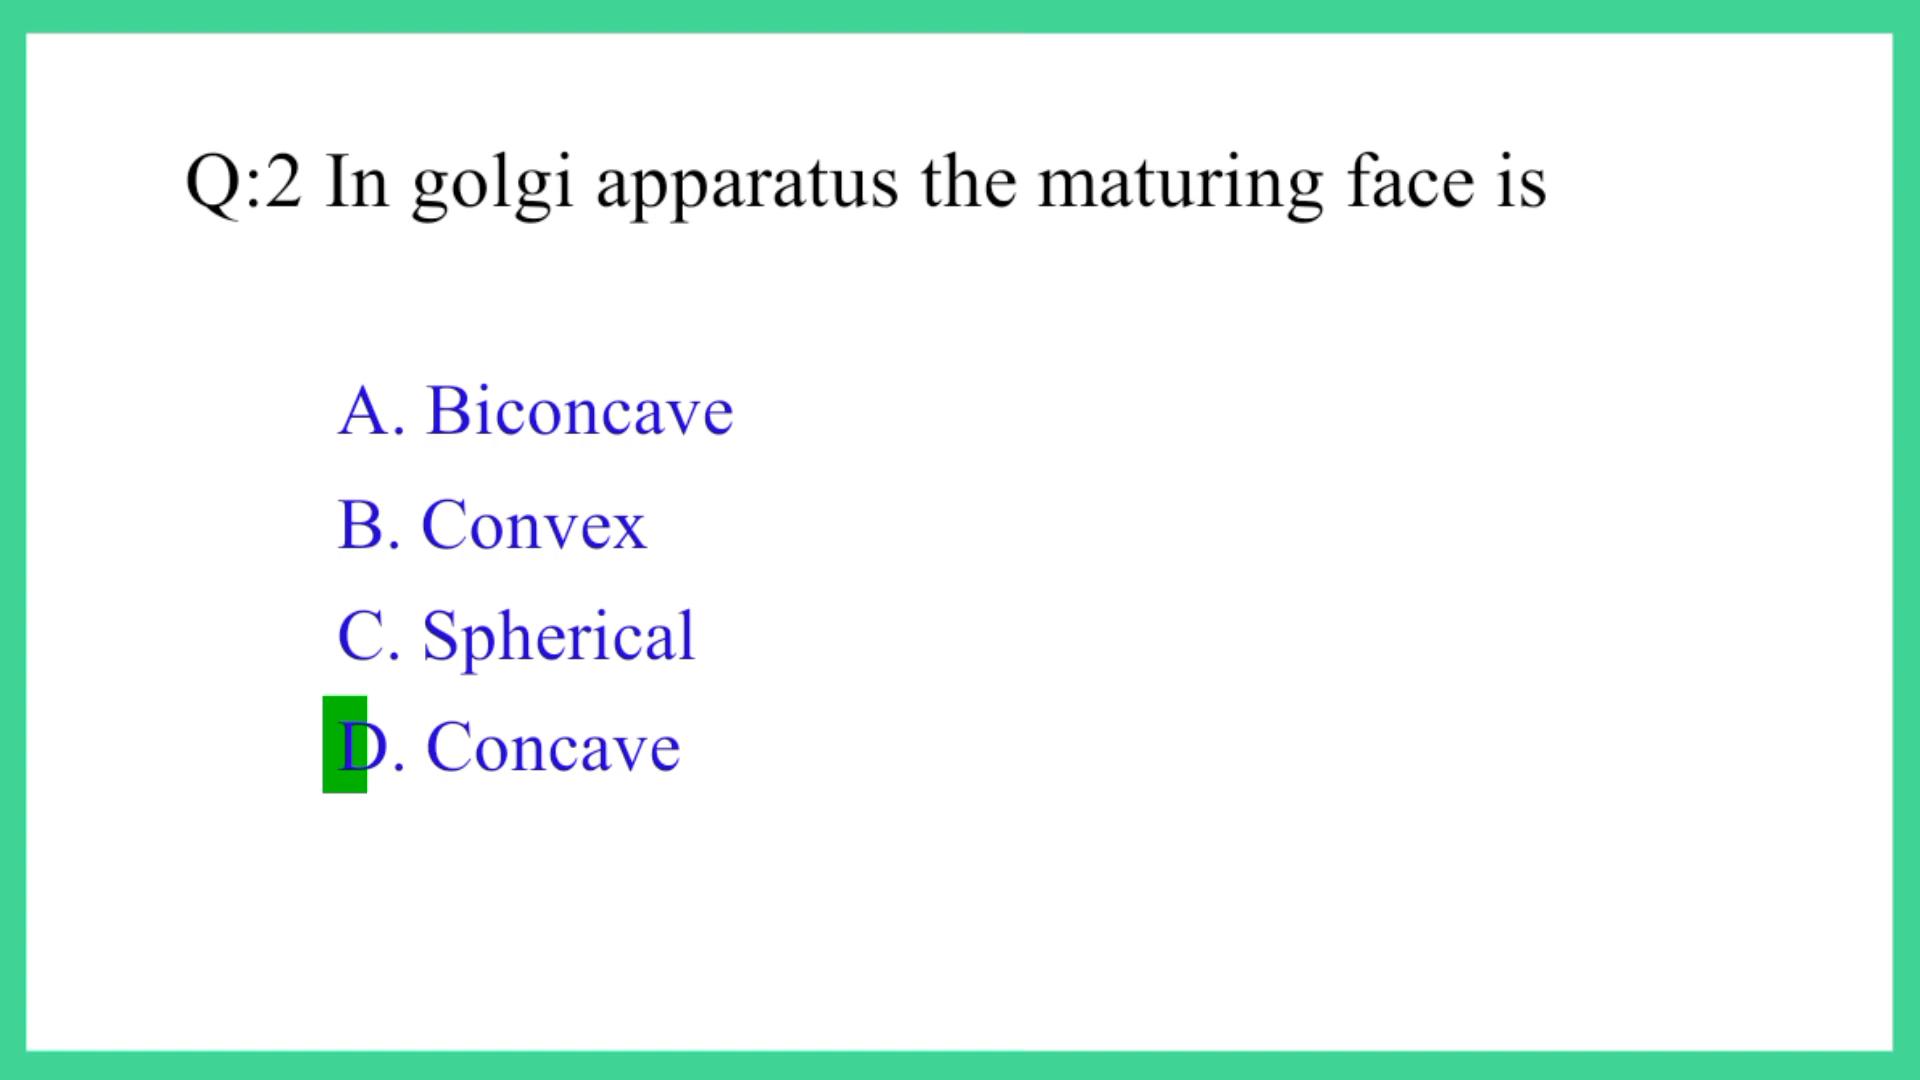 Q:2 In golgi apparatus the maturing face is
A. Biconcave
B. Convex
C. Spherical
D. Concave